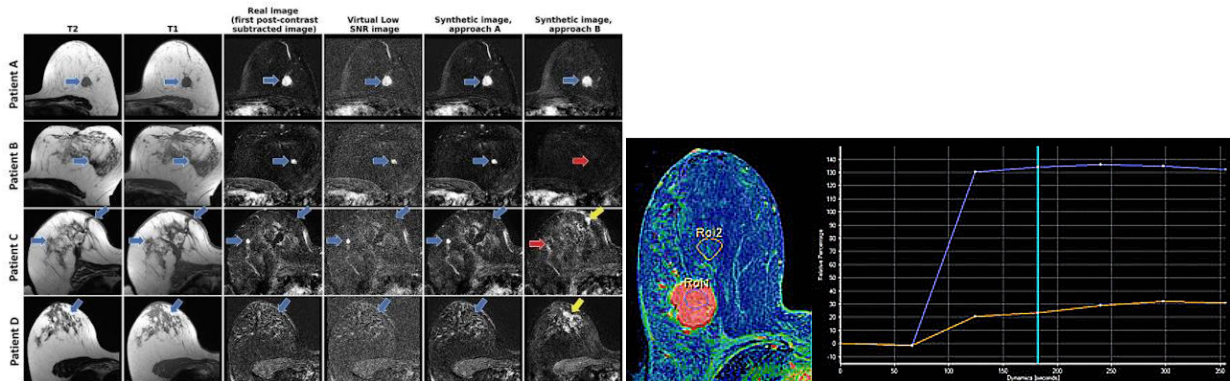 T2
T1
Real Image
(first post-contrast
subtracted image)
Virtual Low
SNR image
Synthetic image,
approach A
Synthetic image,
approach B
Patient A
Patient B
Patient C
Patient D
RoI2
Relative Percentage
140
130
120
110
100
90
80
70
60
50
40
30
20
10
0
-10
0
50
100
150
200
250
300
350
Dynamics [seconds]